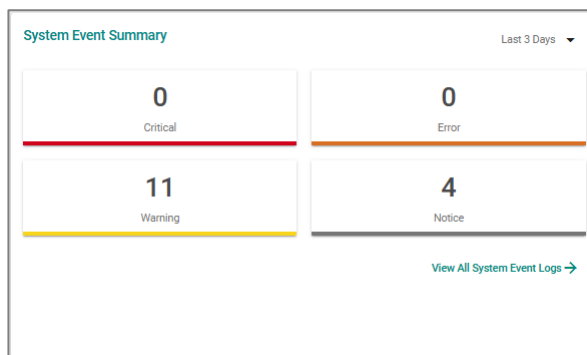 System Event Summary
Last 3 Days
0
Critical
0
Error
11
Warning
4
Notice
View All System Event Logs